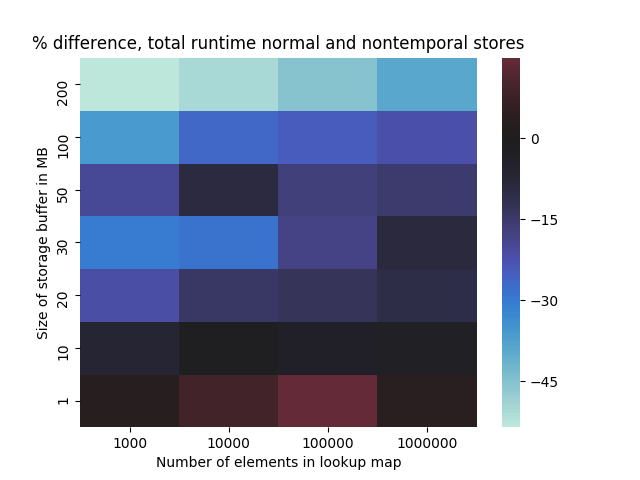 % difference, total runtime normal and nontemporal stores
Size of storage buffer in MB
200
100
50
30
20
10
1
1000 10000 100000 1000000
Number of elements in lookup map
0
−15
−30
−45